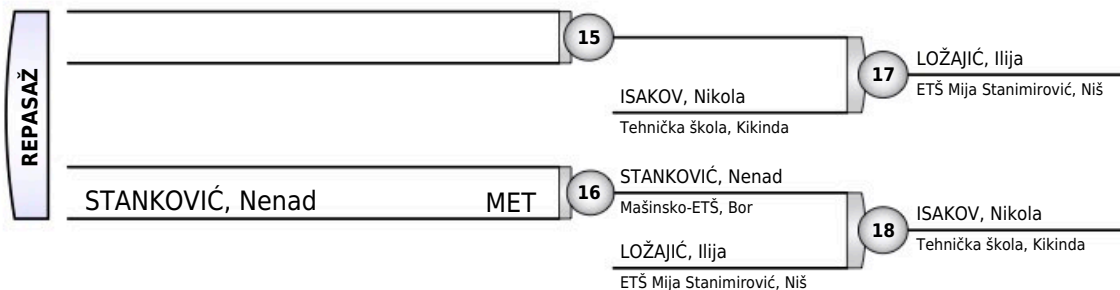 REPASAŽ
15
ISAKOV, Nikola
Tehnička škola, Kikinda
17
LOŽAJIĆ, Ilija
ETŠ Mija Stanimirović, Niš
STANKOVIĆ, Nenad MET
16
STANKOVIĆ, Nenad
Mašinsko-ETŠ, Bor
LOŽAJIĆ, Ilija
ETŠ Mija Stanimirović, Niš
18
ISAKOV, Nikola
Tehnička škola, Kikinda